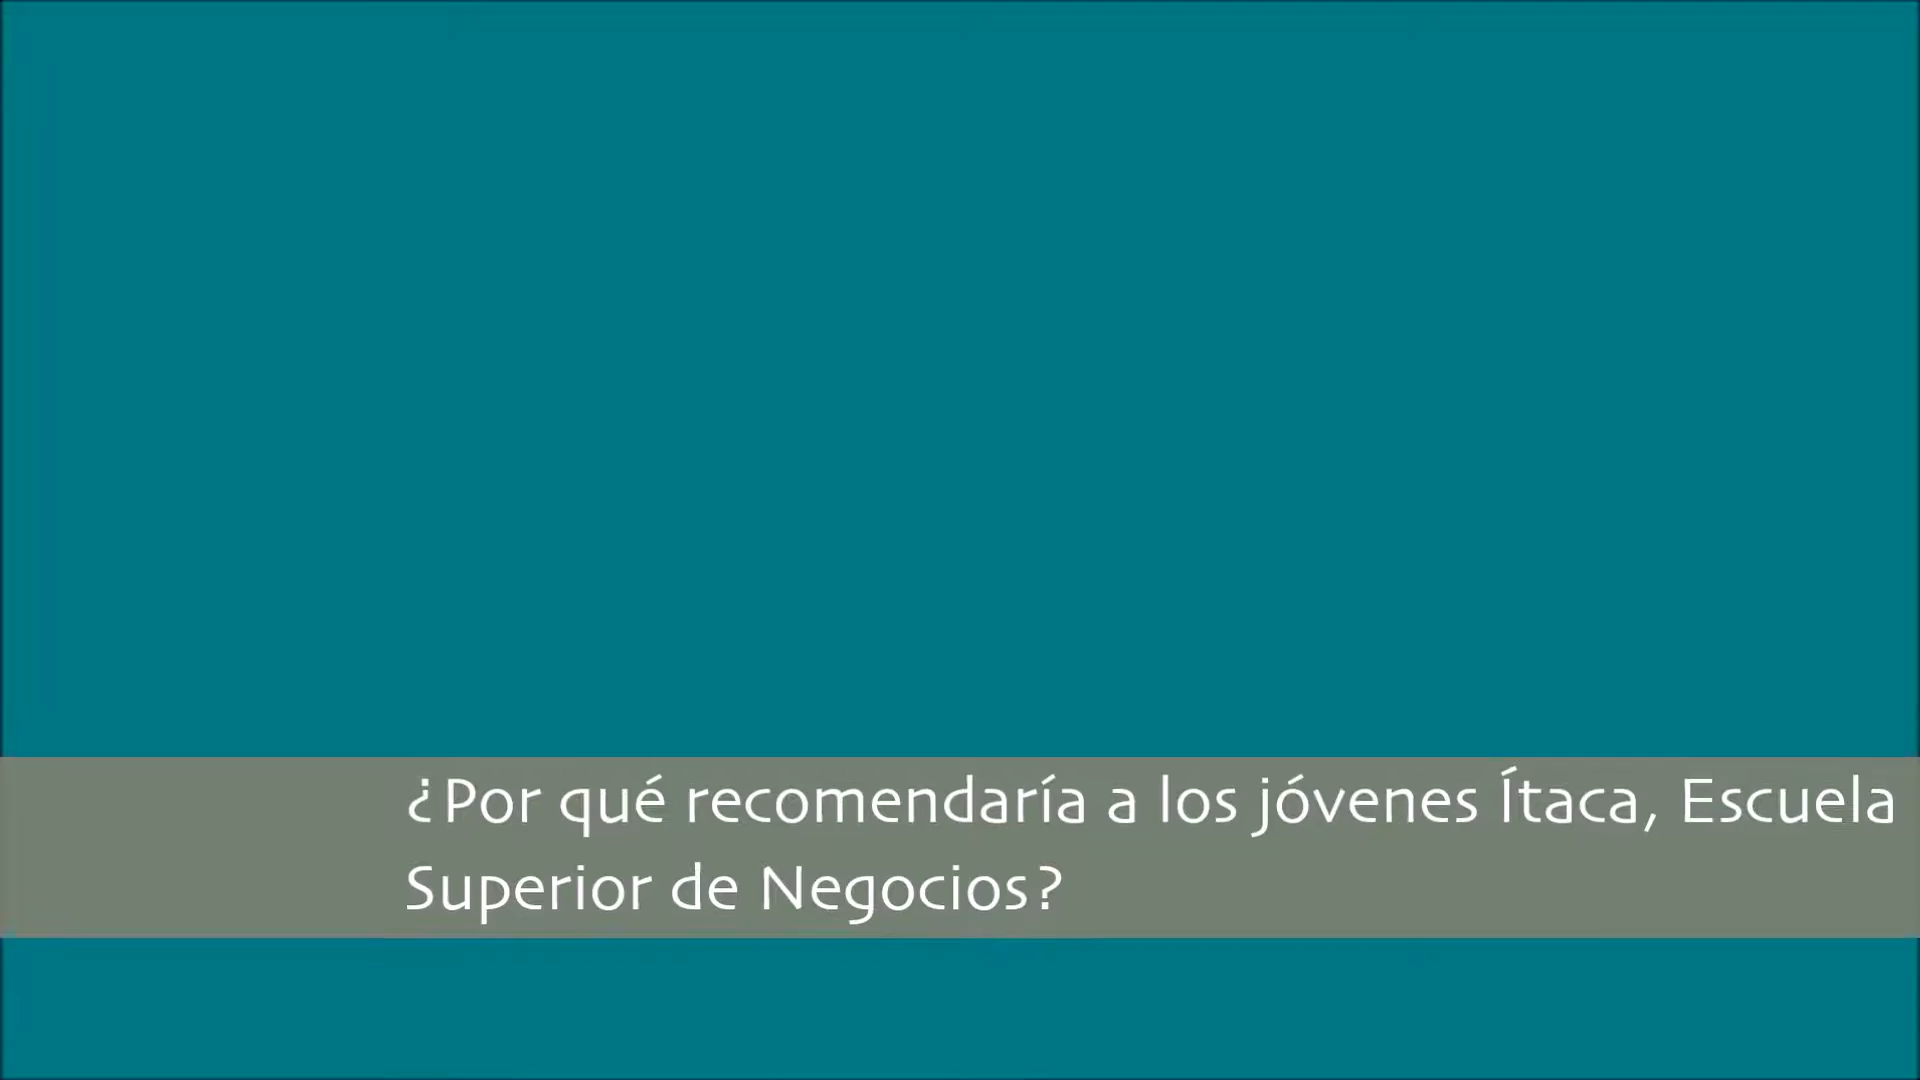 ¿Por qué recomendaría a los jóvenes Ítaca, Escuela
Superior de Negocios?